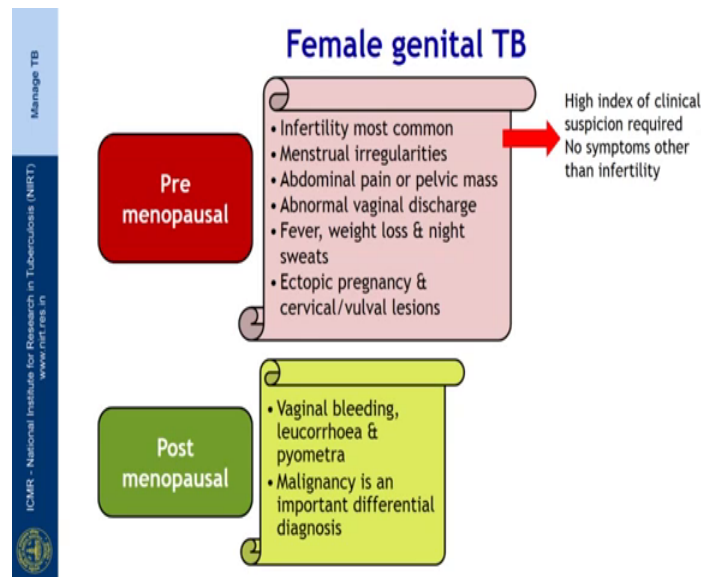 Female genital TB
Manage TB
ICMR - National Institute for Research in Tuberculosis (NIRT)
www.nirt.res.in
Pre
menopausal
• Infertility most common
• Menstrual irregularities
• Abdominal pain or pelvic mass
• Abnormal vaginal discharge
• Fever, weight loss & night
sweats
• Ectopic pregnancy &
cervical/vulval lesions
High index of clinical
suspicion required
No symptoms other
than infertility
Post
menopausal
• Vaginal bleeding,
leucorrhoea &
pyometra
• Malignancy is an
important differential
diagnosis